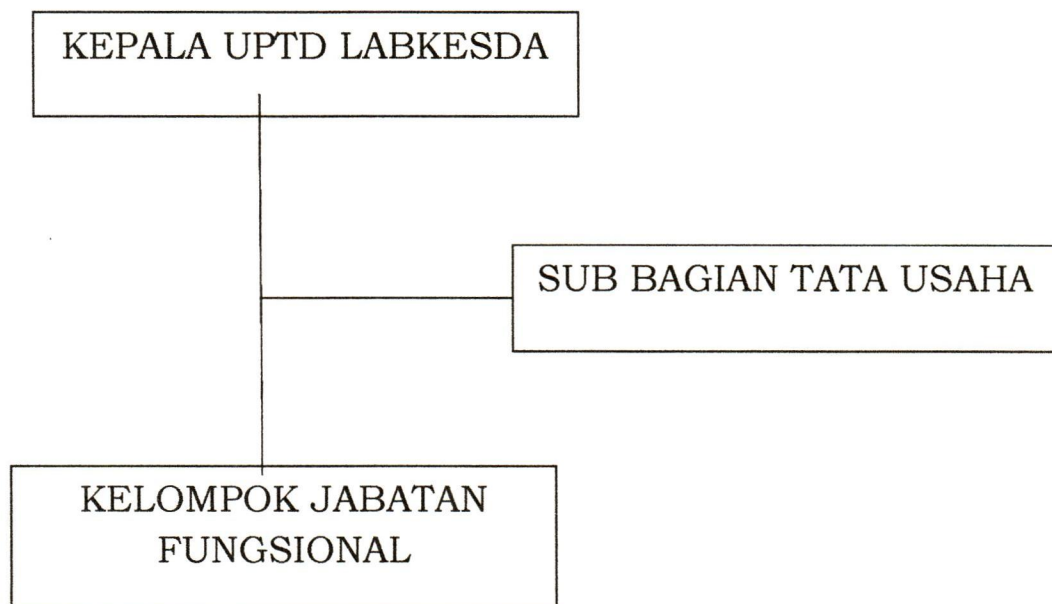 KEPALA UPTD LABKESDA
SUB BAGIAN TATA USAHA
KELOMPOK JABATAN
FUNGSIONAL